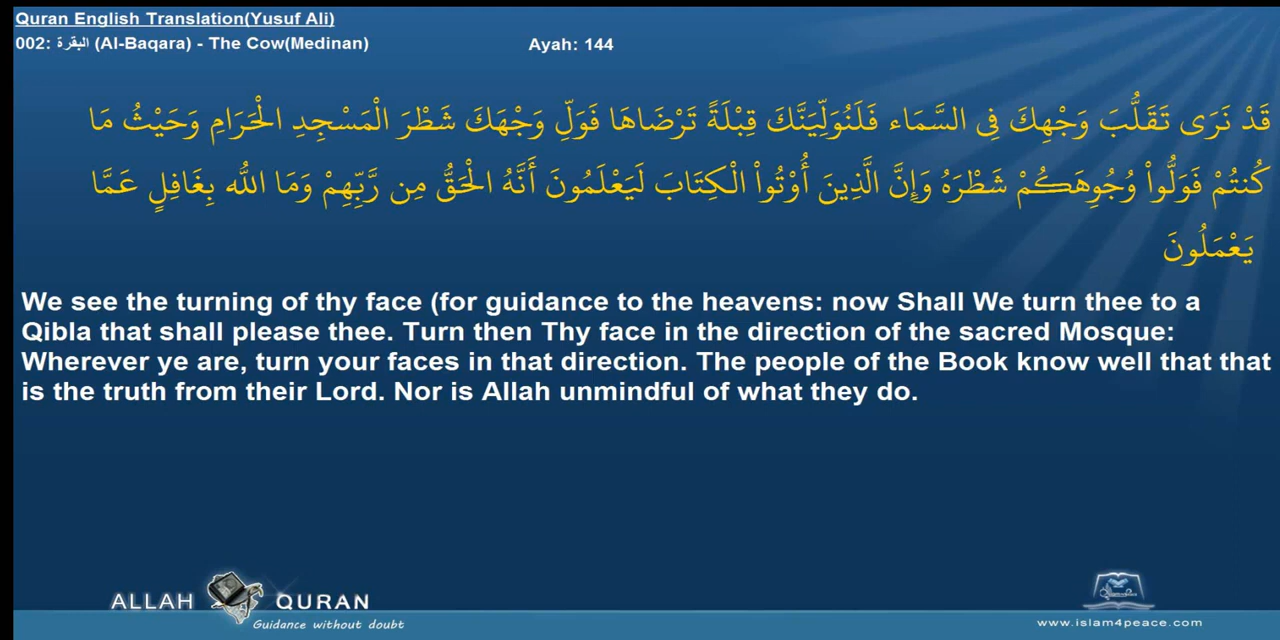 Quran English Translation(Yusuf Ali)
002: البقرة (Al-Baqara) - The Cow(Medinan) Ayah: 144
قَدْ نَرَى تَقَلُّبَ وَجْهِكَ فِى السَّمَاء فَلَنُوَلِّيَنَّكَ قِبْلَةً تَرْضَاهَا فَوَلِّ وَجْهَكَ شَطْرَ الْمَسْجِدِ الْحَرَامِ وَحَيْثُ مَا
كُنتُمْ فَوَلُّواْ وُجُوِهَكُمْ شَطْرَهُ وَإِنَّ الَّذِينَ أُوْتُواْ الْكِتَابَ لَيَعْلَمُونَ أَنَّهُ الْحَقُّ مِن رَّبِّهِمْ وَمَا اللّه بِغَافِلٍ عَمَّا
يَعْمَلُونَ
We see the turning of thy face (for guidance to the heavens: now Shall We turn thee to a
Qibla that shall please thee. Turn then Thy face in the direction of the sacred Mosque:
Wherever ye are, turn your faces in that direction. The people of the Book know well that that
is the truth from their Lord. Nor is Allah unmindful of what they do.
ALLAH QURAN
Guidance without doubt
www.islam4peace.com